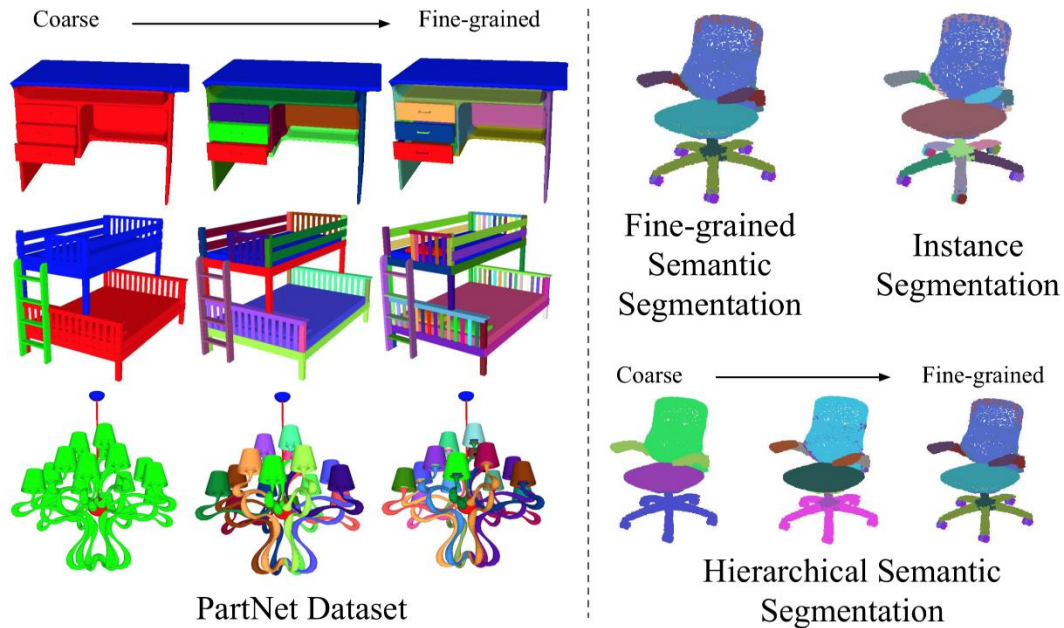 Coarse
Fine-grained
PartNet Dataset
Fine-grained
Semantic
Segmentation
Instance
Segmentation
Coarse
Fine-grained
Hierarchical Semantic
Segmentation